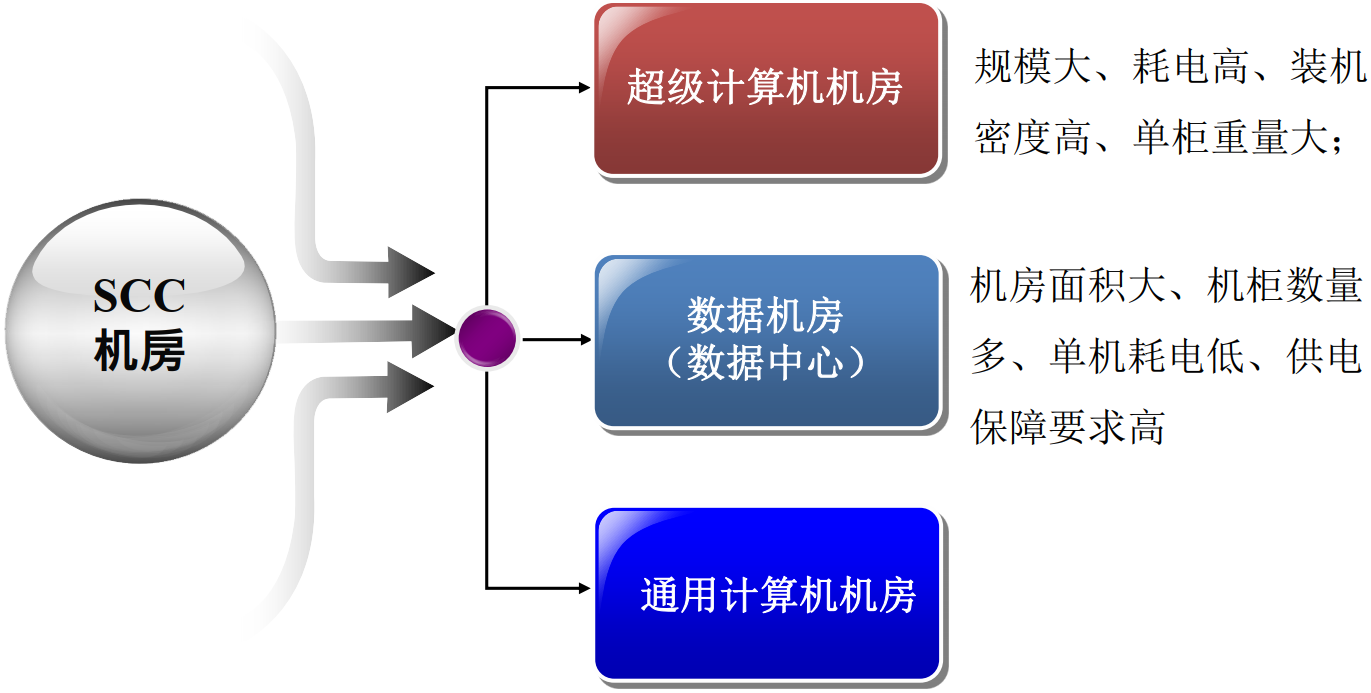 SCC
机房
超级计算机机房
规模大、耗电高、装机
密度高、单柜重量大；
数据机房
（数据中心）
机房面积大、机柜数量
多、单机耗电低、供电
保障要求高
通用计算机机房